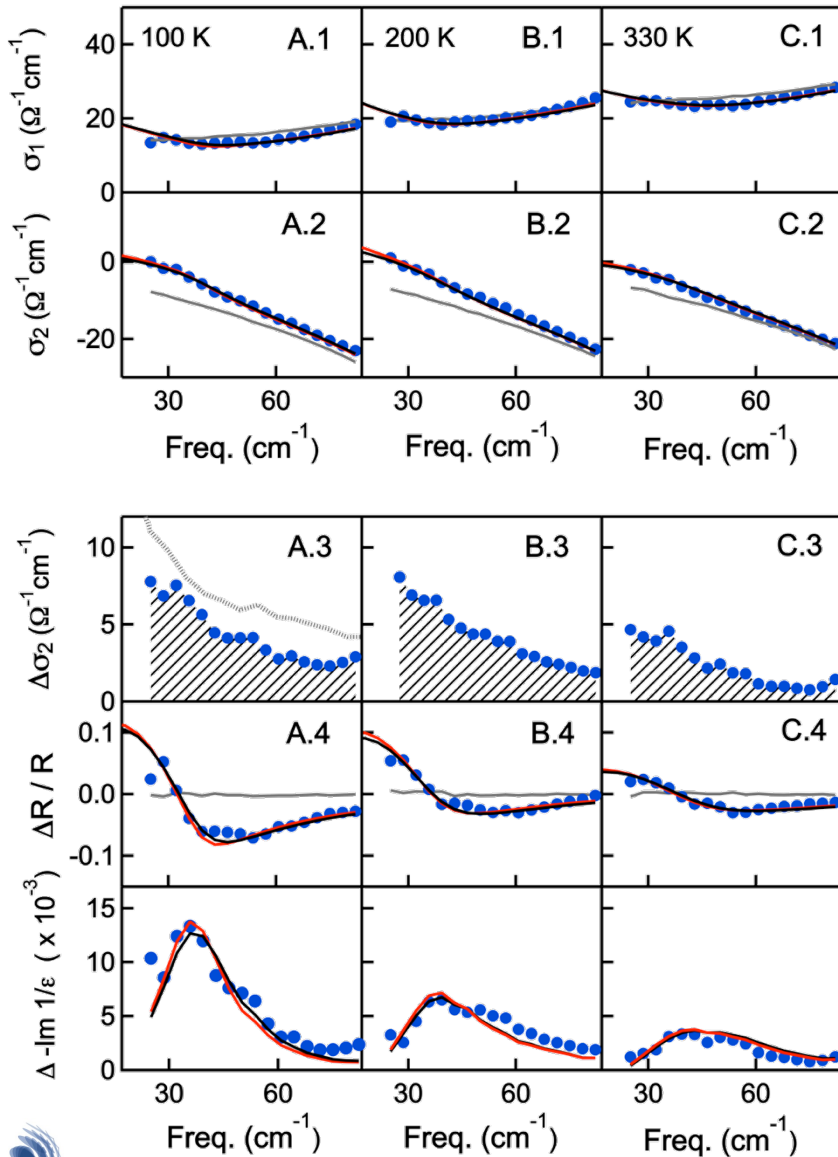 100 K A.1 200 K B.1 330 K C.1
σ₁ (Ω⁻¹cm⁻¹)
40
20
0
A.2 B.2 C.2
σ₂ (Ω⁻¹cm⁻¹)
0
-20
30 60 30 60 30 60
Freq. (cm⁻¹) Freq. (cm⁻¹) Freq. (cm⁻¹)
A.3 B.3 C.3
Δσ₂ (Ω⁻¹cm⁻¹)
10
5
0
A.4 B.4 C.4
ΔR / R
0.1
0.0
-0.1
Δ -Im 1/ε ( x 10⁻³)
15
10
5
0
30 60 30 60 30 60
Freq. (cm⁻¹) Freq. (cm⁻¹) Freq. (cm⁻¹)